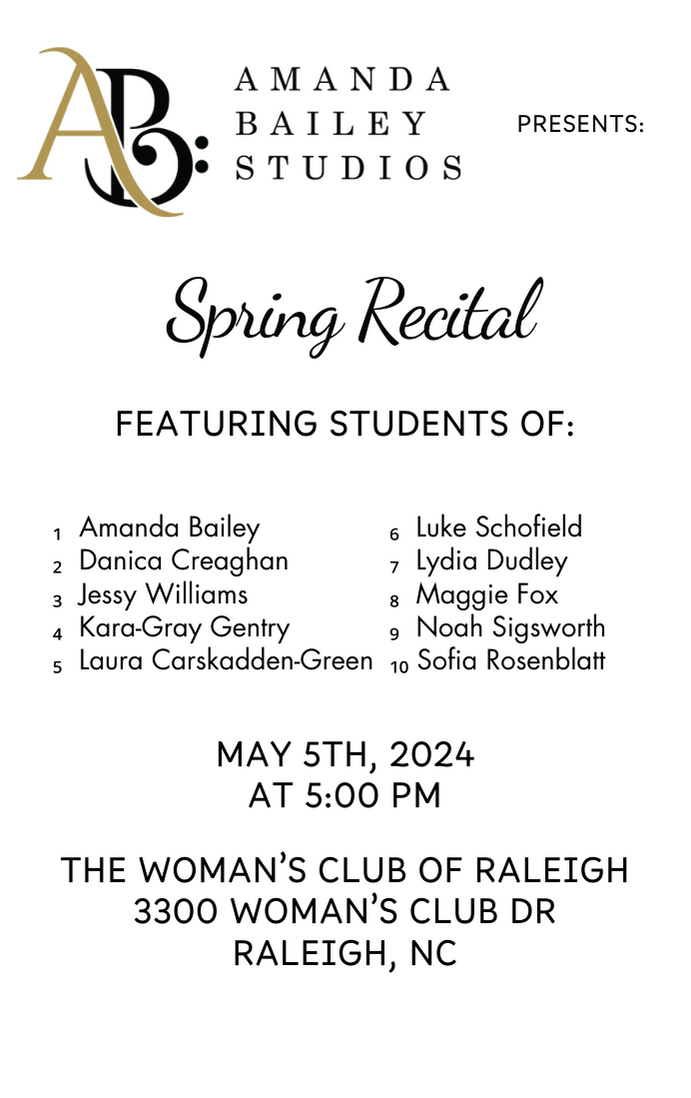 AB:
AMANDA
BAILEY
STUDIOS
PRESENTS:
Spring Recital
FEATURING STUDENTS OF:
1 Amanda Bailey
2 Danica Creaghan
3 Jessy Williams
4 Kara-Gray Gentry
5 Laura Carskadden-Green
6 Luke Schofield
7 Lydia Dudley
8 Maggie Fox
9 Noah Sigsworth
10 Sofia Rosenblatt
MAY 5TH, 2024
AT 5:00 PM
THE WOMAN'S CLUB OF RALEIGH
3300 WOMAN'S CLUB DR
RALEIGH, NC